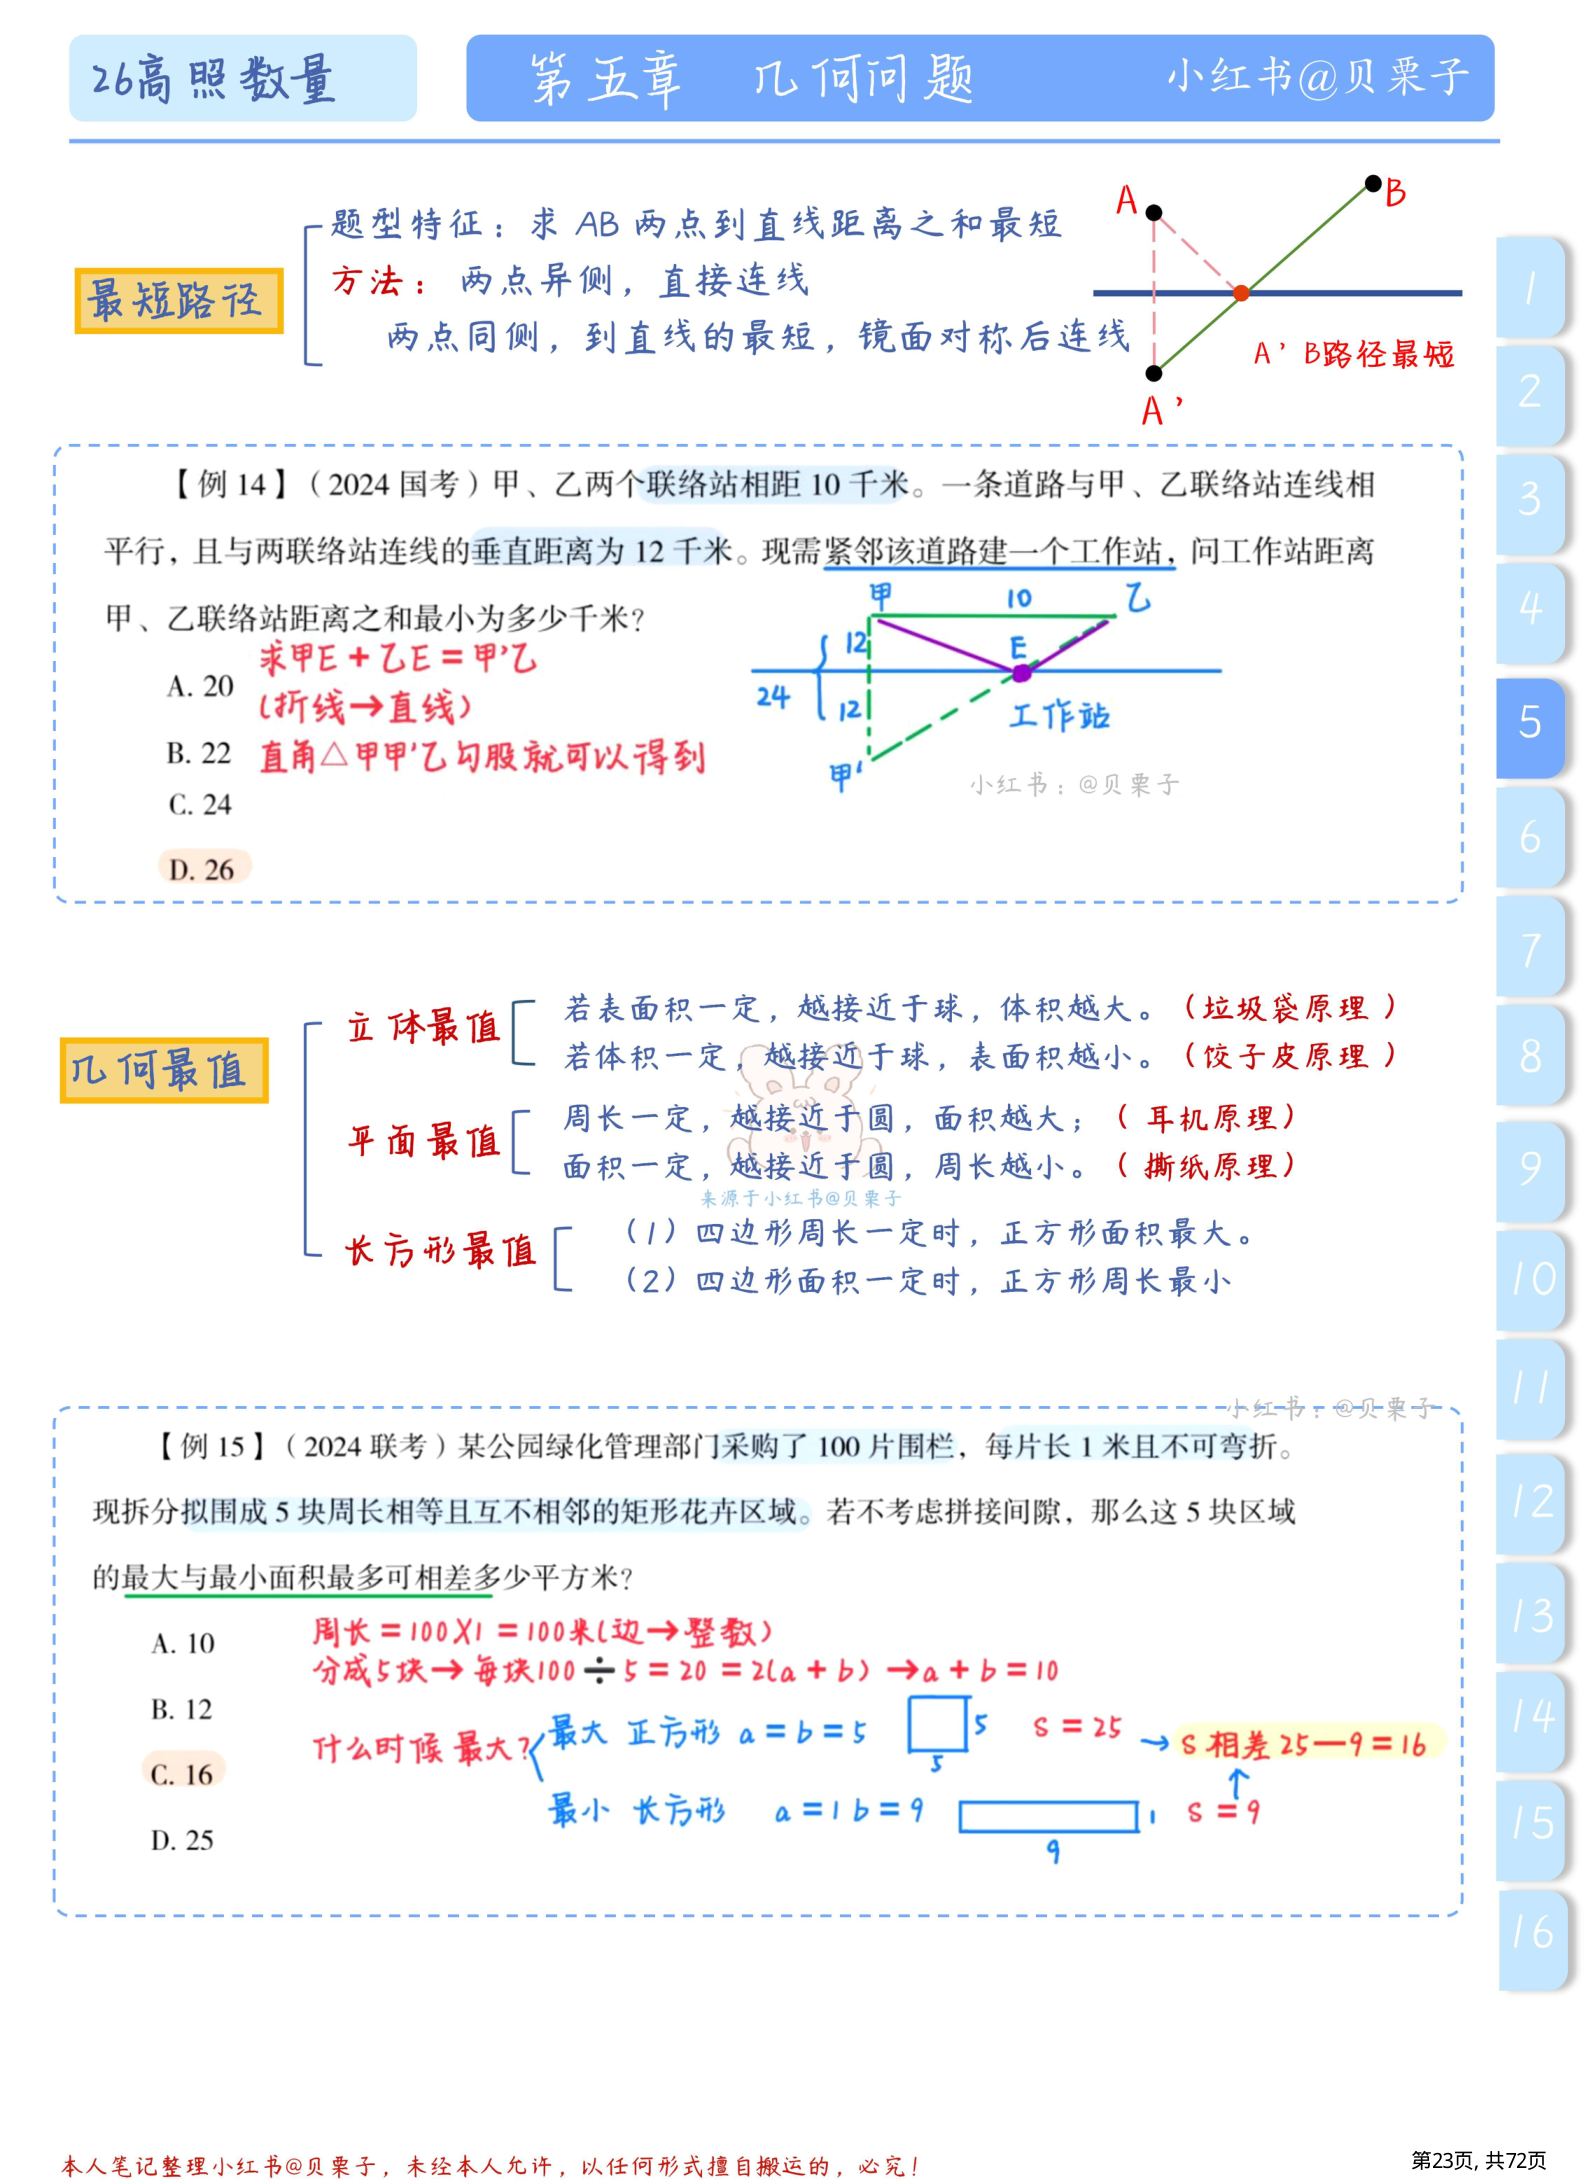 26高照数量
第五章 几何问题 小红书@贝栗子
最短路径
题型特征：求 AB 两点到直线距离之和最短
方法： 两点异侧，直接连线
两点同侧，到直线的最短，镜面对称后连线
A
B
A'B路径最短
A'
【例 14】（2024 国考）甲、乙两个联络站相距 10 千米。一条道路与甲、乙联络站连线相
平行，且与两联络站连线的垂直距离为 12 千米。现需紧邻该道路建一个工作站，问工作站距离
甲、乙联络站距离之和最小为多少千米？
A. 20
B. 22
C. 24
D. 26
求甲E+乙E=甲'乙
(折线→直线)
直角△甲甲'乙勾股就可以得到
甲 10 乙
12
E
24
12
工作站
甲'
小红书：@贝栗子
几何最值
立体最值
若表面积一定，越接近于球，体积越大。（垃圾袋原理）
若体积一定，越接近于球，表面积越小。（饺子皮原理）
平面最值
周长一定，越接近于圆，面积越大；（耳机原理）
面积一定，越接近于圆，周长越小。（撕纸原理）
来源于小红书@贝栗子
长方形最值
（1）四边形周长一定时，正方形面积最大。
（2）四边形面积一定时，正方形周长最小
小红书：@贝栗子
【例 15】（2024 联考）某公园绿化管理部门采购了 100 片围栏，每片长 1 米且不可弯折。
现拆分拟围成 5 块周长相等且互不相邻的矩形花卉区域。若不考虑拼接间隙，那么这 5 块区域
的最大与最小面积最多可相差多少平方米？
A. 10
B. 12
C. 16
D. 25
周长=100X1=100米(边→整数)
分成5块→每块100÷5=20=2(a+b)→a+b=10
什么时候最大?
最大 正方形 a=b=5
5
5
S=25
→S相差25—9=16
最小 长方形 a=1 b=9
1
9
S=9
1
2
3
4
5
6
7
8
9
10
11
12
13
14
15
16
本人笔记整理小红书@贝栗子，未经本人允许，以任何形式擅自搬运的，必究！
第23页, 共72页